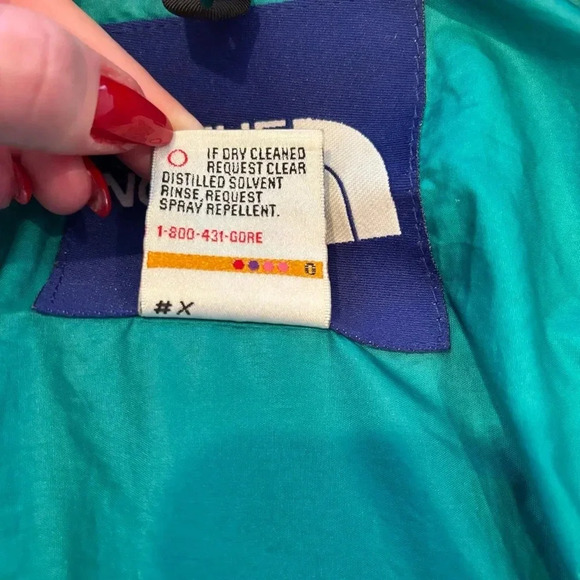 IF DRY CLEANED
REQUEST CLEAR
DISTILLED SOLVENT
RINSE, REQUEST
SPRAY REPELLENT.
1-800-431-GORE
# X